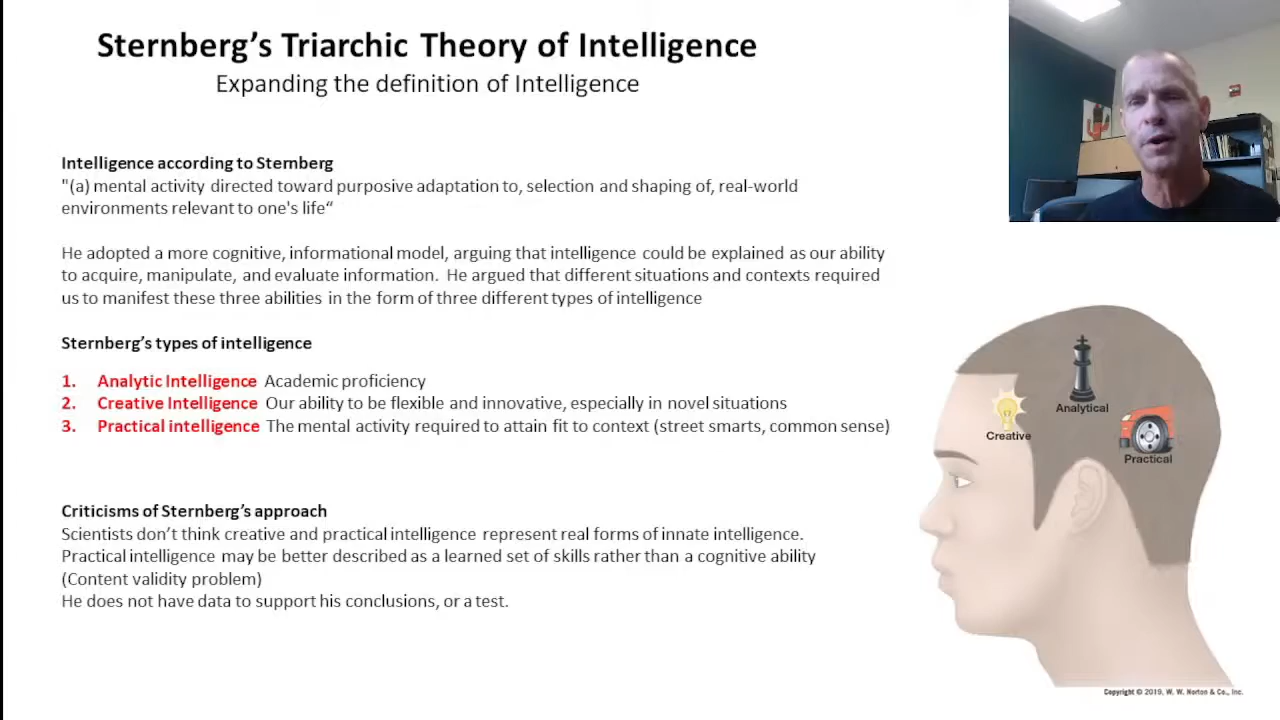 Sternberg’s Triarchic Theory of Intelligence
Expanding the definition of Intelligence
Intelligence according to Sternberg
"(a) mental activity directed toward purposive adaptation to, selection and shaping of, real-world
environments relevant to one's life“
He adopted a more cognitive, informational model, arguing that intelligence could be explained as our ability
to acquire, manipulate, and evaluate information.  He argued that different situations and contexts required
us to manifest these three abilities in the form of three different types of intelligence
Sternberg’s types of intelligence
1. Analytic Intelligence Academic proficiency
2. Creative Intelligence Our ability to be flexible and innovative, especially in novel situations
3. Practical intelligence The mental activity required to attain fit to context (street smarts, common sense)
Criticisms of Sternberg’s approach
Scientists don’t think creative and practical intelligence represent real forms of innate intelligence.
Practical intelligence may be better described as a learned set of skills rather than a cognitive ability
(Content validity problem)
He does not have data to support his conclusions, or a test.
Analytical
Creative
Practical
Copyright © 2019, W. W. Norton & Co., Inc.